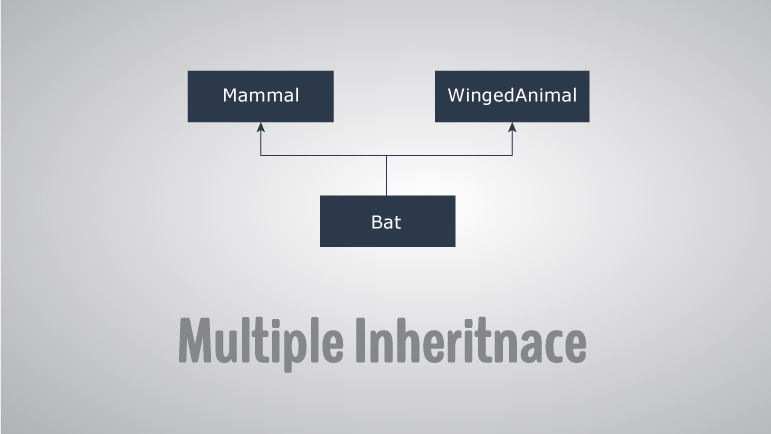 Mammal
WingedAnimal
Bat
Multiple Inheritnace